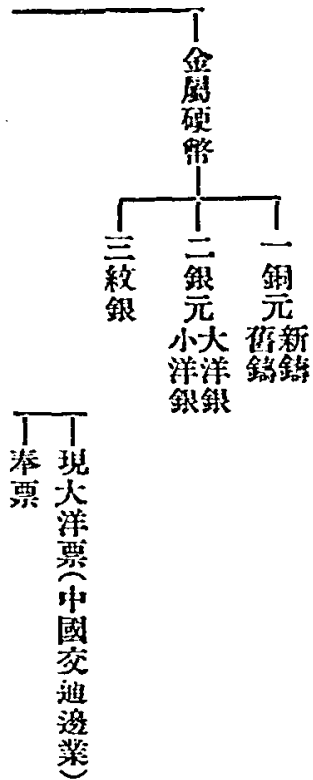 金屬硬幣
一銅元
新鑄
舊鑄
二銀元
大洋銀
小洋銀
三紋銀
現大洋票(中國交通邊業)
奉票